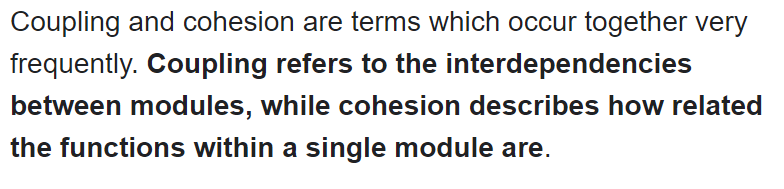 Coupling and cohesion are terms which occur together very
frequently. Coupling refers to the interdependencies
between modules, while cohesion describes how related
the functions within a single module are.